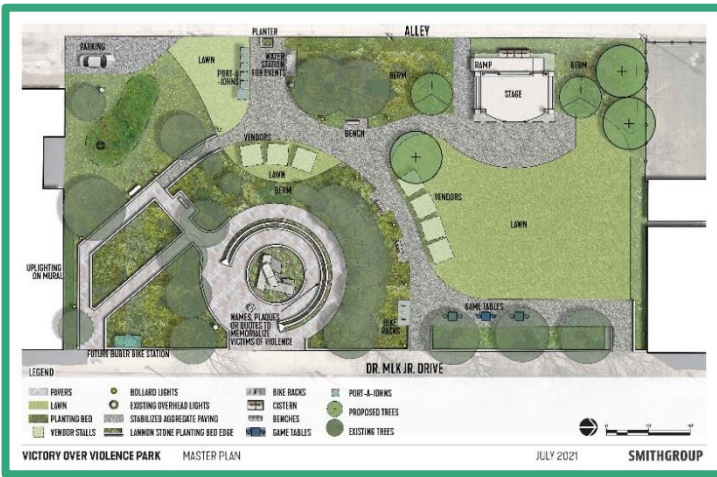 ALLEY
PLANTER
PARKING
LAWN
PORT-A
-JOHNS
WATER
STATION
FOR EVENTS
BERM
RAMP
STAGE
BERM
BENCH
VENDORS
LAWN
BERM
VENDORS
LAWN
UPLIGHTING
ON MURAL
NAMES, PLAQUES
OR QUOTES TO
MEMORIALIZE
VICTIMS OF VIOLENCE
BIKE
RACKS
GAME TABLES
FUTURE BUBLR BIKE STATION
DR. MLK JR. DRIVE
LEGEND
PAVERS
LAWN
PLANTING BED
VENDOR STALLS
BOLLARD LIGHTS
EXISTING OVERHEAD LIGHTS
STABILIZED AGGREGATE PAVING
LANNON STONE PLANTING BED EDGE
BIKE RACKS
CISTERN
BENCHES
GAME TABLES
PORT-A-JOHNS
PROPOSED TREES
EXISTING TREES
VICTORY OVER VIOLENCE PARK MASTER PLAN JULY 2021 SMITHGROUP